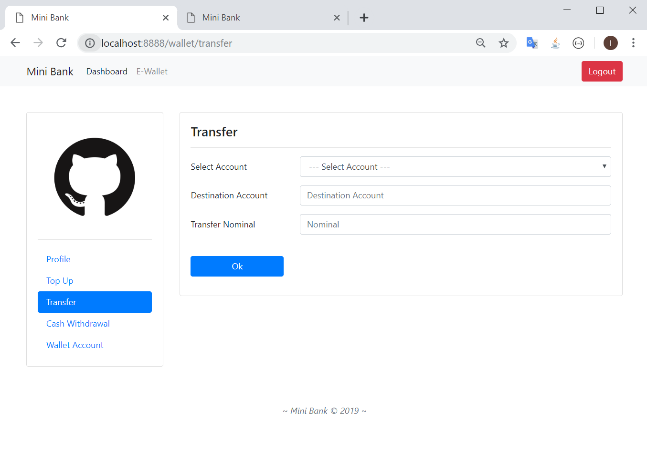 Mini Bank
Mini Bank
localhost:8888/wallet/transfer
I
Mini Bank Dashboard E-Wallet Logout
Profile
Top Up
Transfer
Cash Withdrawal
Wallet Account
Transfer
Select Account --- Select Account ---
Destination Account Destination Account
Transfer Nominal Nominal
Ok
~ Mini Bank © 2019 ~